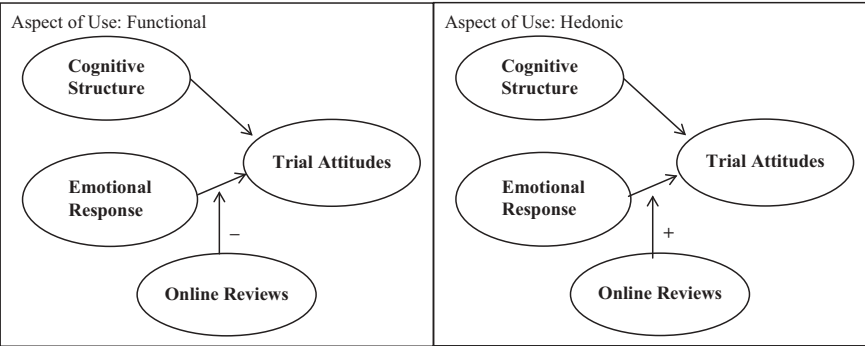 Aspect of Use: Functional
Cognitive
Structure
Trial Attitudes
Emotional
Response
–
Online Reviews
Aspect of Use: Hedonic
Cognitive
Structure
Trial Attitudes
Emotional
Response
+
Online Reviews